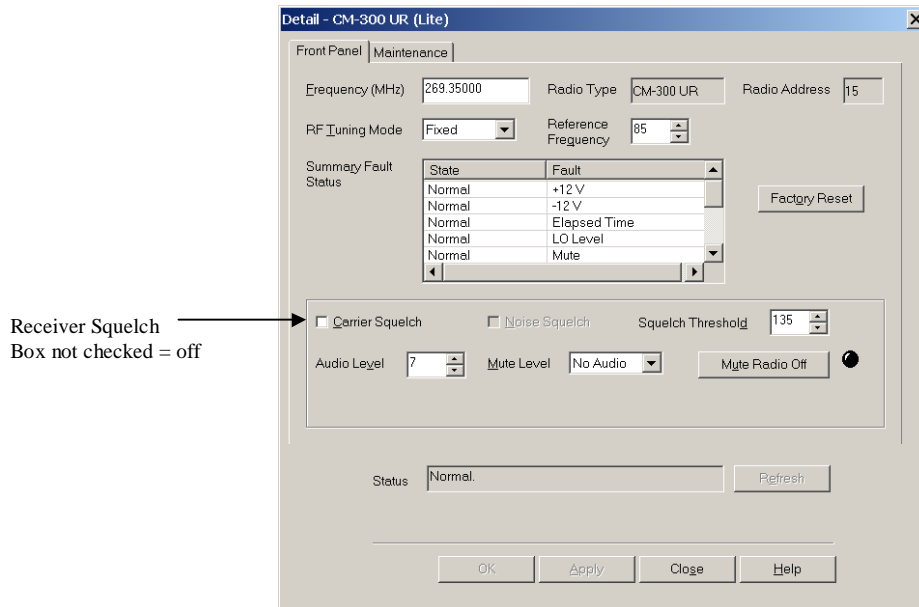 Detail - CM-300 UR (Lite)
Front Panel Maintenance
Frequency (MHz) 269.35000 Radio Type CM-300 UR Radio Address 15
RF Tuning Mode Fixed Reference Frequency 85
Summary Fault Status
State Fault
Normal +12 V
Normal -12 V
Normal Elapsed Time
Normal LO Level
Normal Mute
Factory Reset
Receiver Squelch
Box not checked = off
Carrier Squelch Noise Squelch Squelch Threshold 135
Audio Level 7 Mute Level No Audio Mute Radio Off
Status Normal. Refresh
OK Apply Close Help